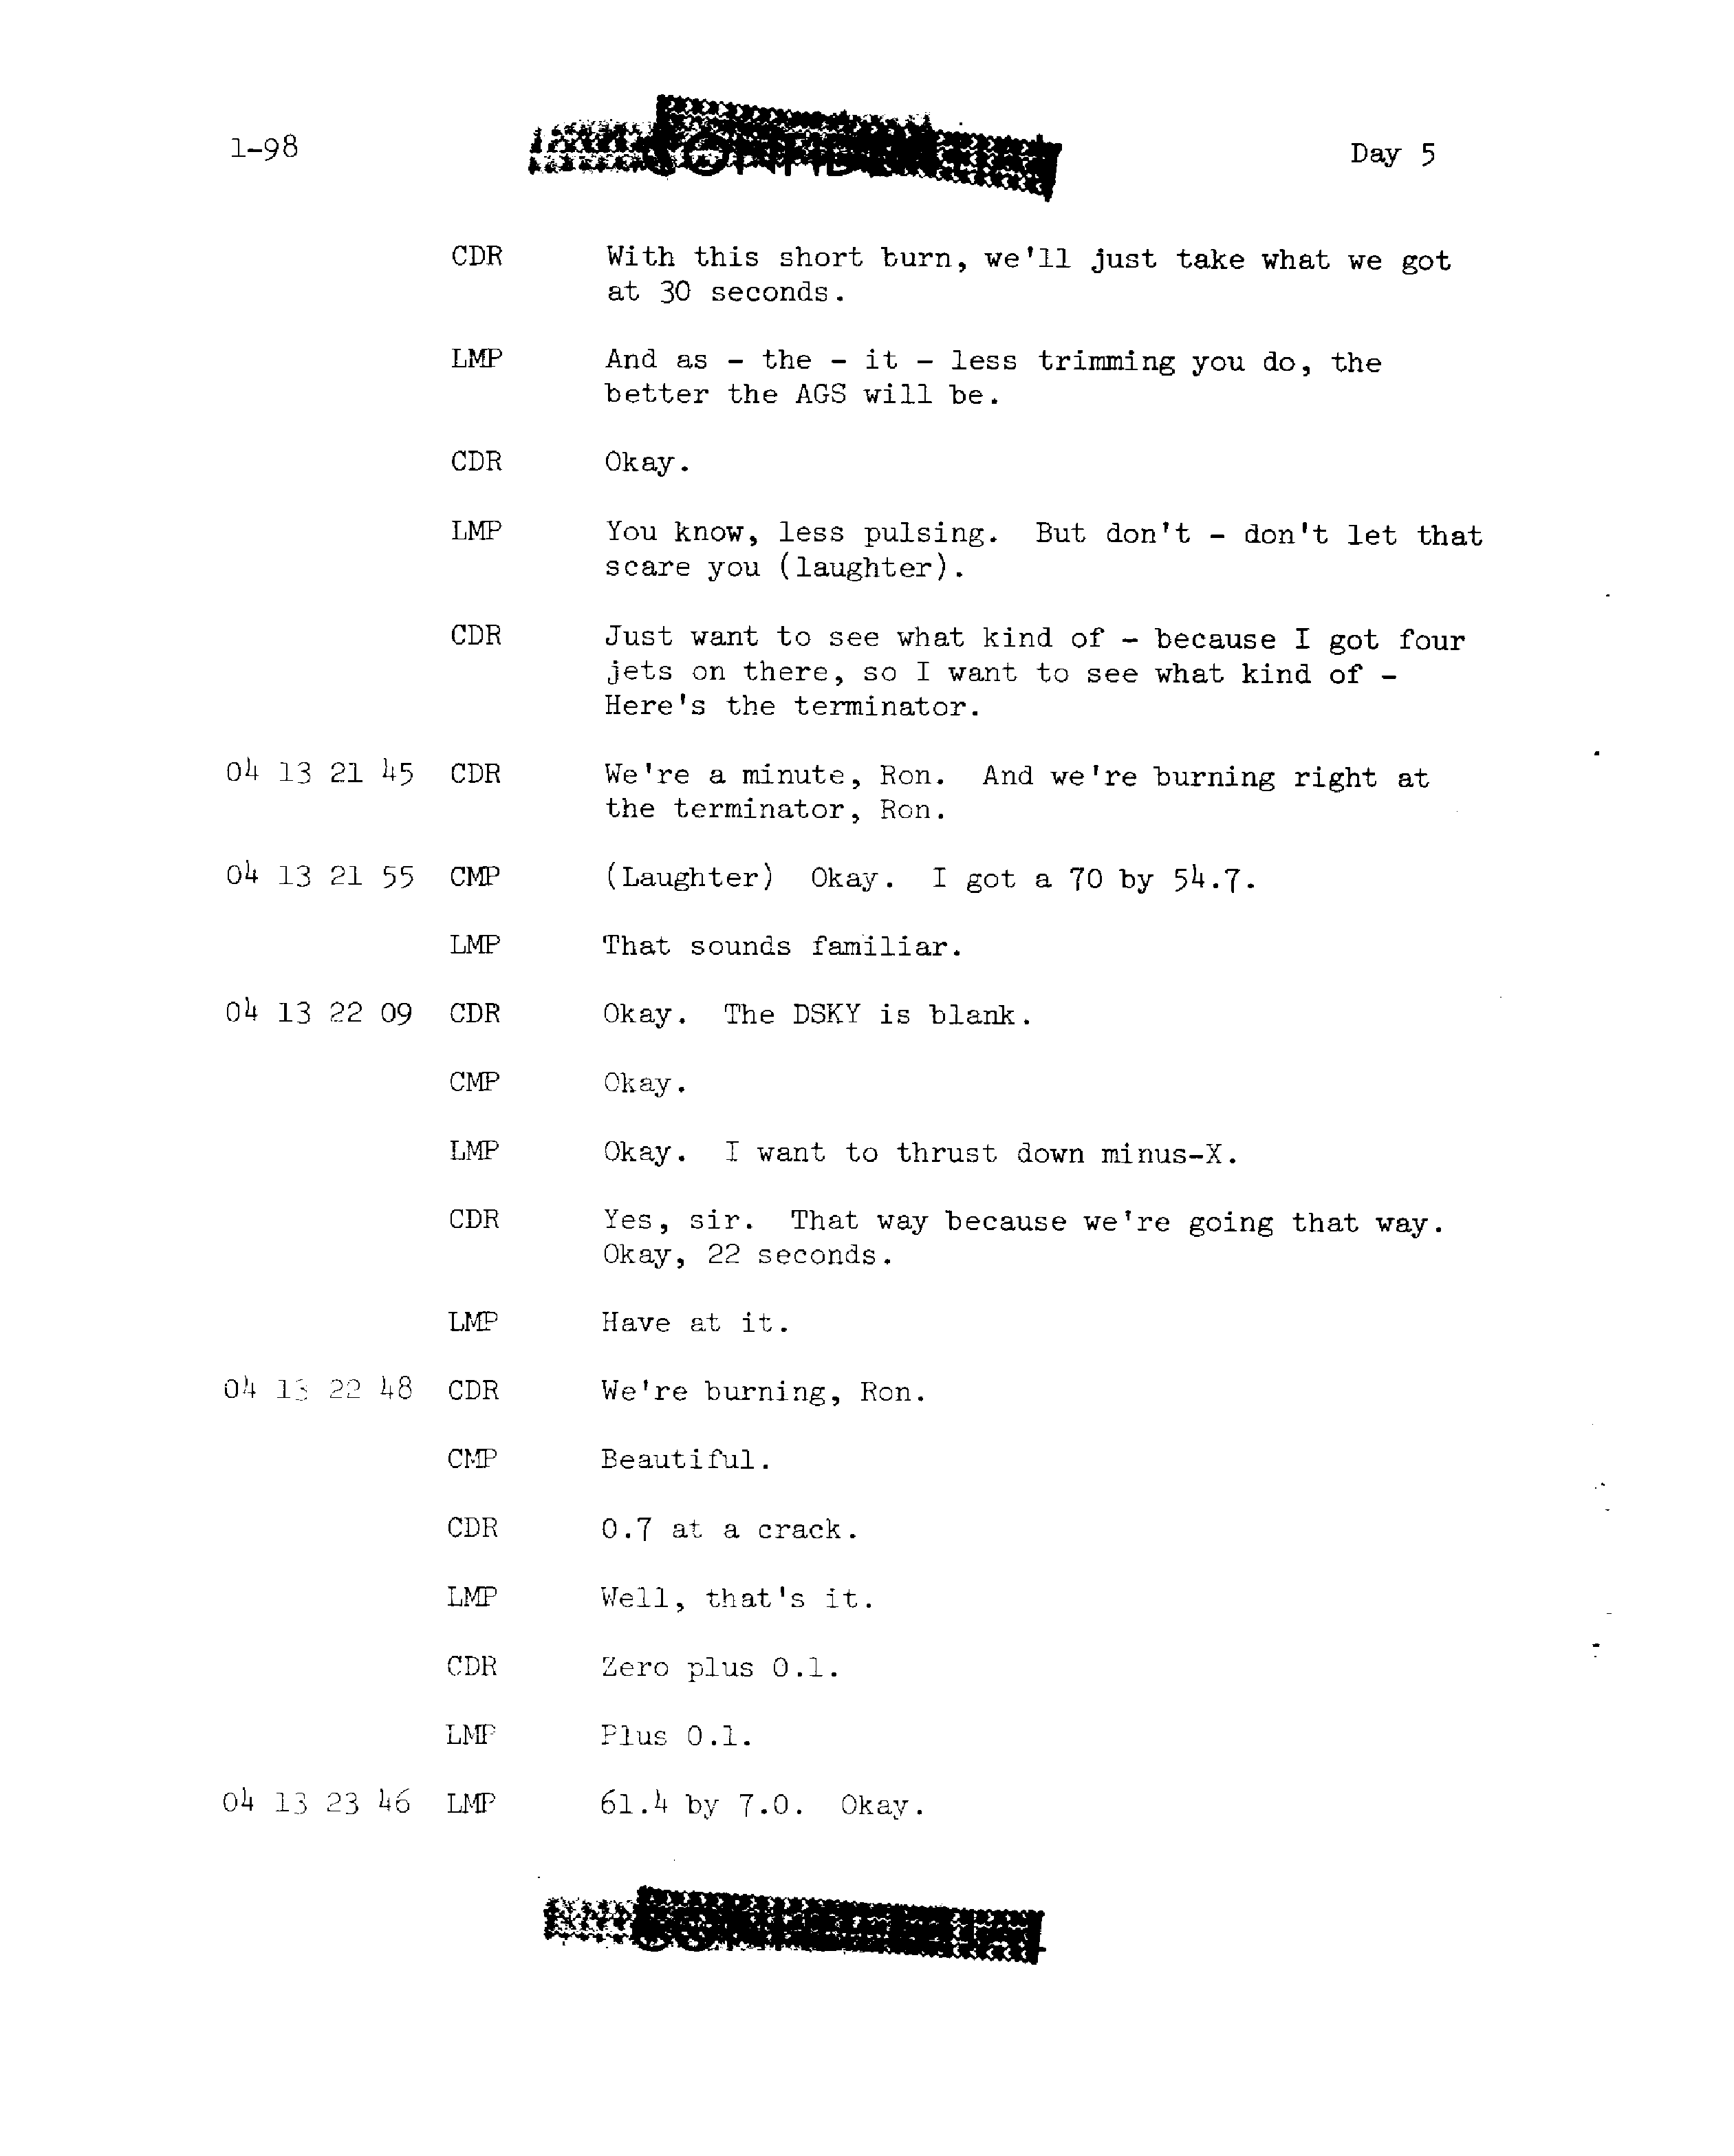 1-98
Day 5
CDR With this short burn, we'll just take what we got
at 30 seconds.
LMP And as - the - it - less trimming you do, the
better the AGS will be.
CDR Okay.
LMP You know, less pulsing. But don't - don't let that
scare you (laughter).
CDR Just want to see what kind of - because I got four
jets on there, so I want to see what kind of -
Here's the terminator.
04 13 21 45 CDR We're a minute, Ron. And we're burning right at
the terminator, Ron.
04 13 21 55 CMP (Laughter) Okay. I got a 70 by 54.7.
LMP That sounds familiar.
04 13 22 09 CDR Okay. The DSKY is blank.
CMP Okay.
LMP Okay. I want to thrust down minus-X.
CDR Yes, sir. That way because we're going that way.
Okay, 22 seconds.
LMP Have at it.
04 13 22 48 CDR We're burning, Ron.
CMP Beautiful.
CDR 0.7 at a crack.
LMP Well, that's it.
CDR Zero plus 0.1.
LMP Plus 0.1.
04 13 23 46 LMP 61.4 by 7.0. Okay.